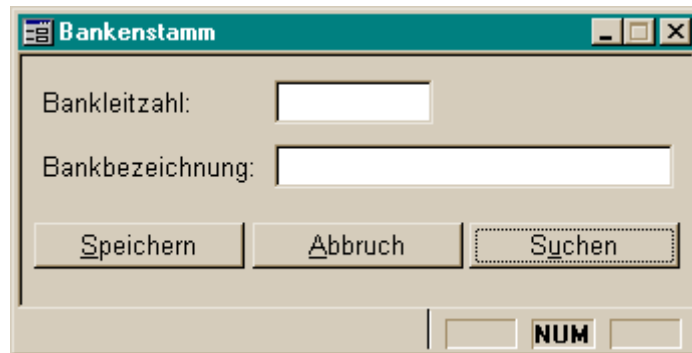 Bankenstamm
Bankleitzahl:
Bankbezeichnung:
Speichern Abbruch Suchen
NUM